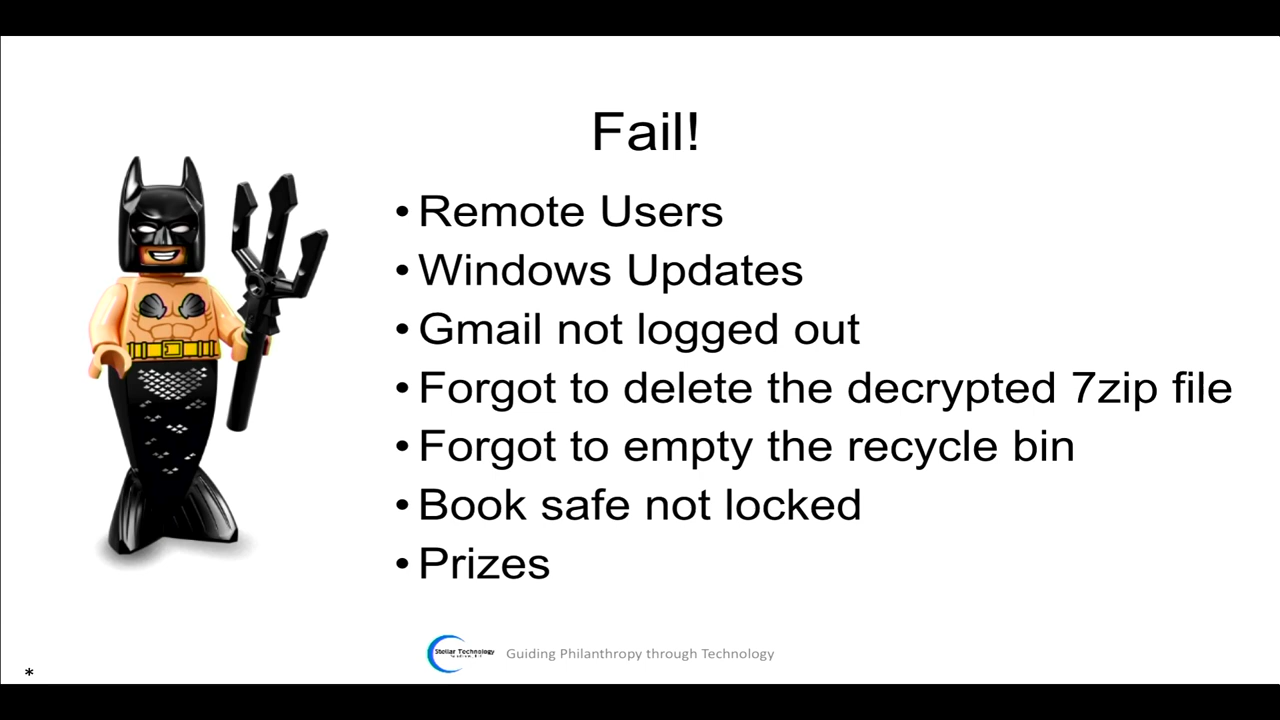 Fail!
• Remote Users
• Windows Updates
• Gmail not logged out
• Forgot to delete the decrypted 7zip file
• Forgot to empty the recycle bin
• Book safe not locked
• Prizes
Stellar Technology
Guiding Philanthropy through Technology
*